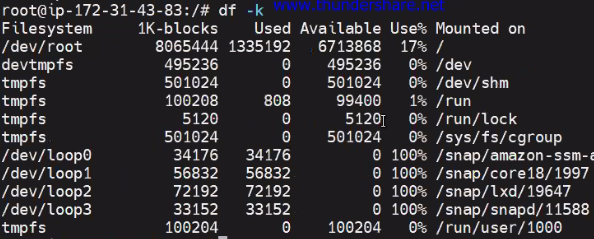 www.thundershare.net
root@ip-172-31-43-83:/# df -k
Filesystem     1K-blocks    Used Available Use% Mounted on
/dev/root        8065444 1335192   6713868  17% /
devtmpfs          495236       0    495236   0% /dev
tmpfs             501024       0    501024   0% /dev/shm
tmpfs             100208     808     99400   1% /run
tmpfs               5120       0      5120   0% /run/lock
tmpfs             501024       0    501024   0% /sys/fs/cgroup
/dev/loop0         34176   34176         0 100% /snap/amazon-ssm-a
/dev/loop1         56832   56832         0 100% /snap/core18/1997
/dev/loop2         72192   72192         0 100% /snap/lxd/19647
/dev/loop3         33152   33152         0 100% /snap/snapd/11588
tmpfs             100204       0    100204   0% /run/user/1000